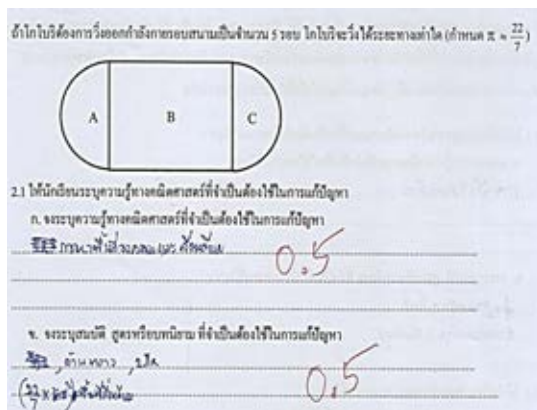 ถ้าโกโบริต้องการวิ่งออกกำลังกายรอบสนามเป็นจำนวน 5 รอบ โกโบริจะวิ่งได้ระยะทางเท่าใด (กำหนด π ≈ 22/7)
A B C
2.1 ให้นักเรียนระบุความรู้ทางคณิตศาสตร์ที่จำเป็นต้องใช้ในการแก้ปัญหา
ก. จงระบุความรู้ทางคณิตศาสตร์ที่จำเป็นต้องใช้ในการแก้ปัญหา
0.5
ข. จงระบุสมบัติ สูตรหรือบทนิยาม ที่จำเป็นต้องใช้ในการแก้ปัญหา
, ด้านยาว ,
0.5